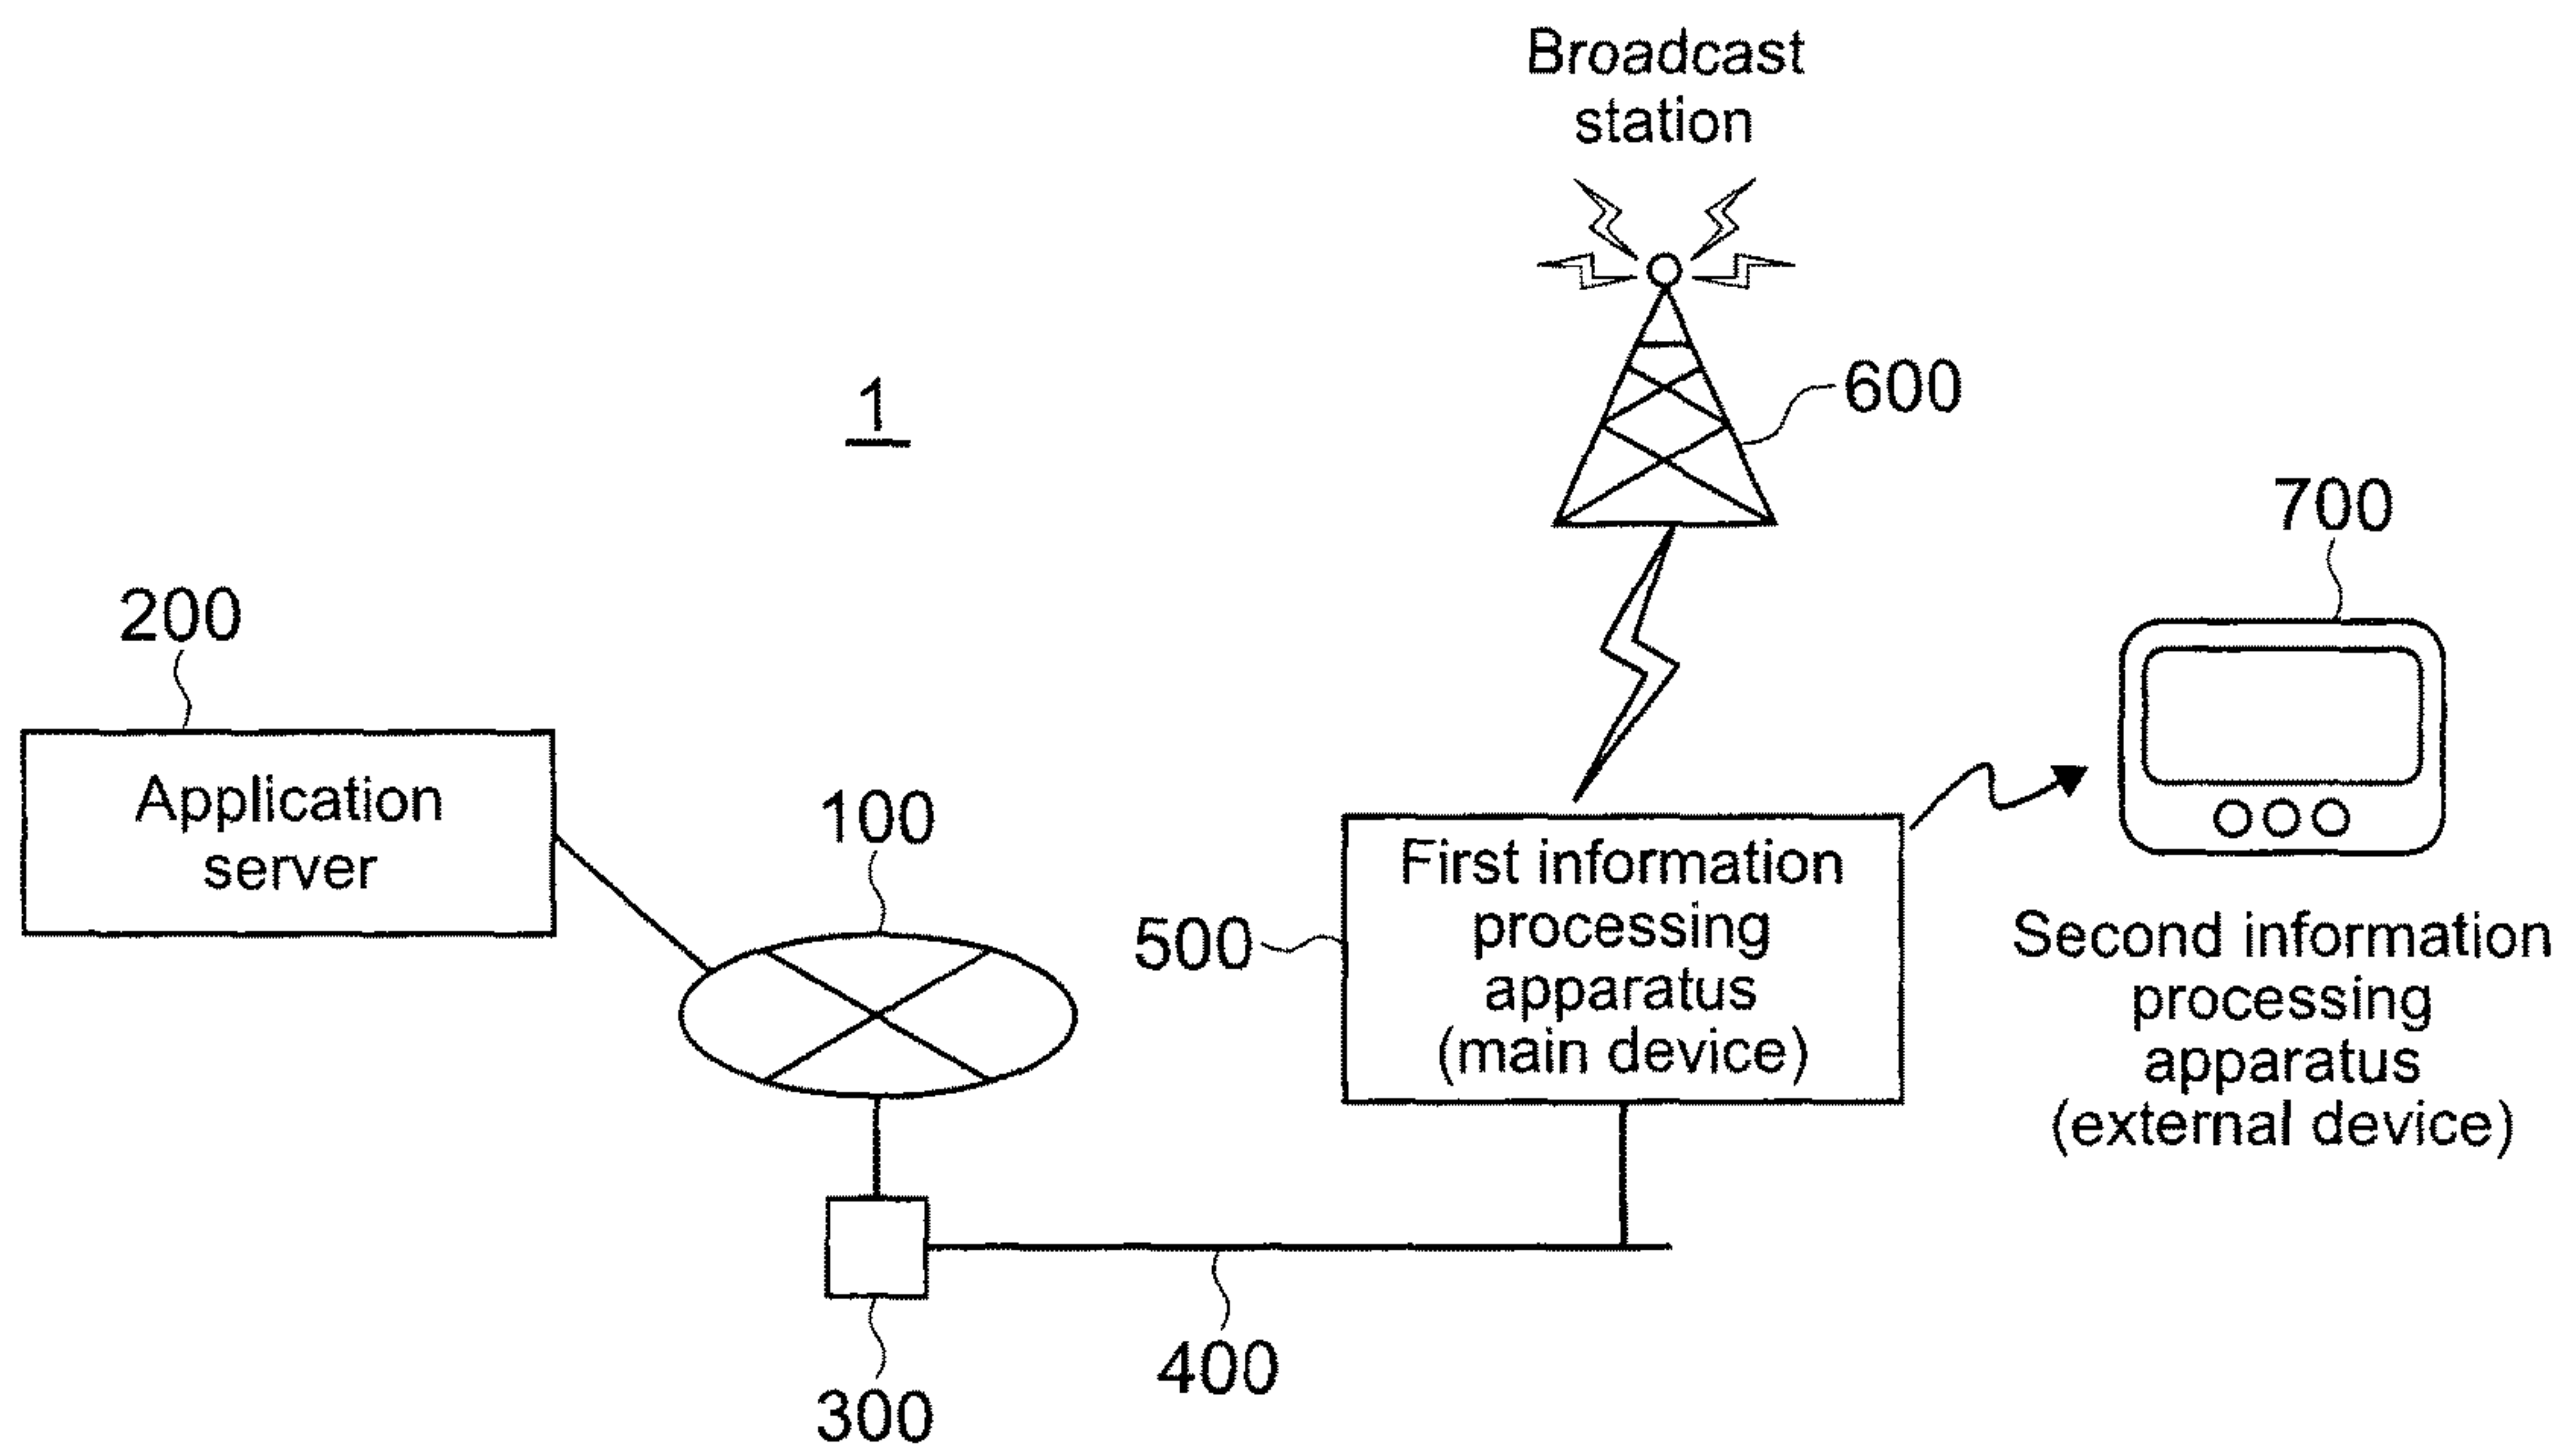 Broadcast
station
1
600
700
200
Application
server
100
500
First information
processing
apparatus
(main device)
Second information
processing
apparatus
(external device)
400
300